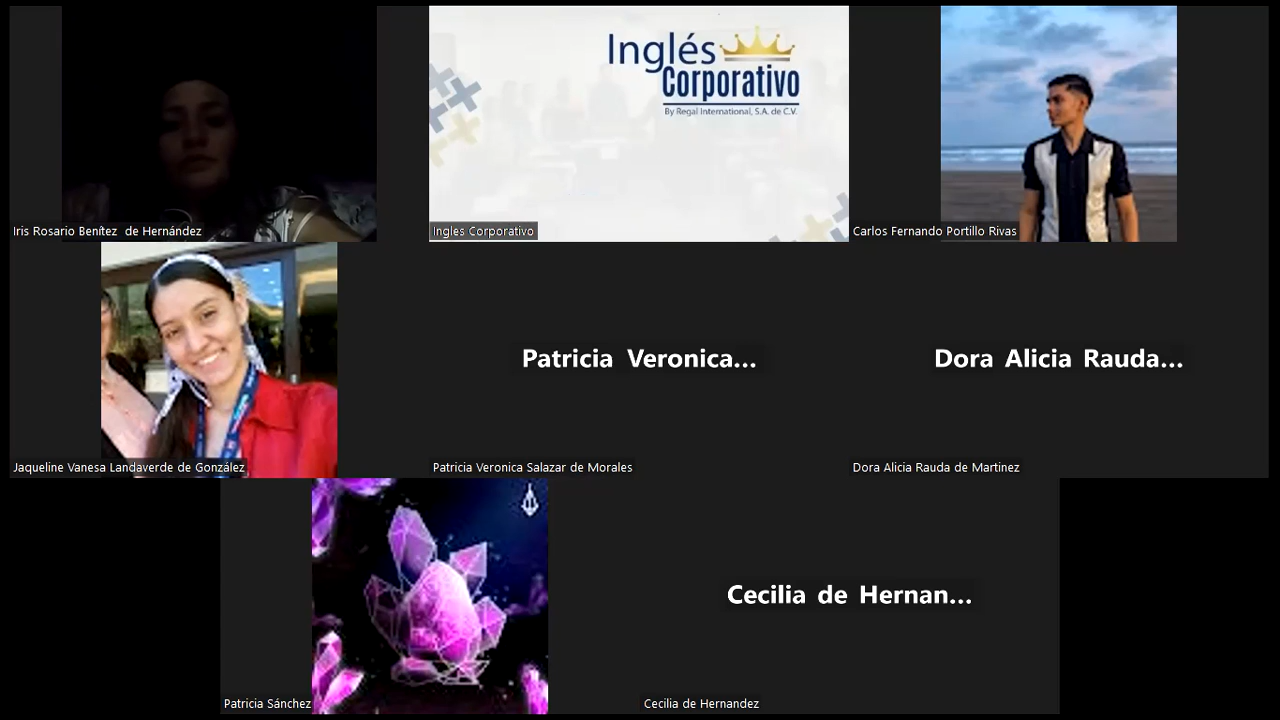 Inglés
Corporativo
By Regal International, S.A. de C.V.
Iris Rosario Benítez de Hernández
Ingles Corporativo
Carlos Fernando Portillo Rivas
Patricia Veronica...
Dora Alicia Rauda...
Jaqueline Vanesa Landaverde de González
Patricia Veronica Salazar de Morales
Dora Alicia Rauda de Martinez
Cecilia de Hernan...
Patricia Sánchez
Cecilia de Hernandez